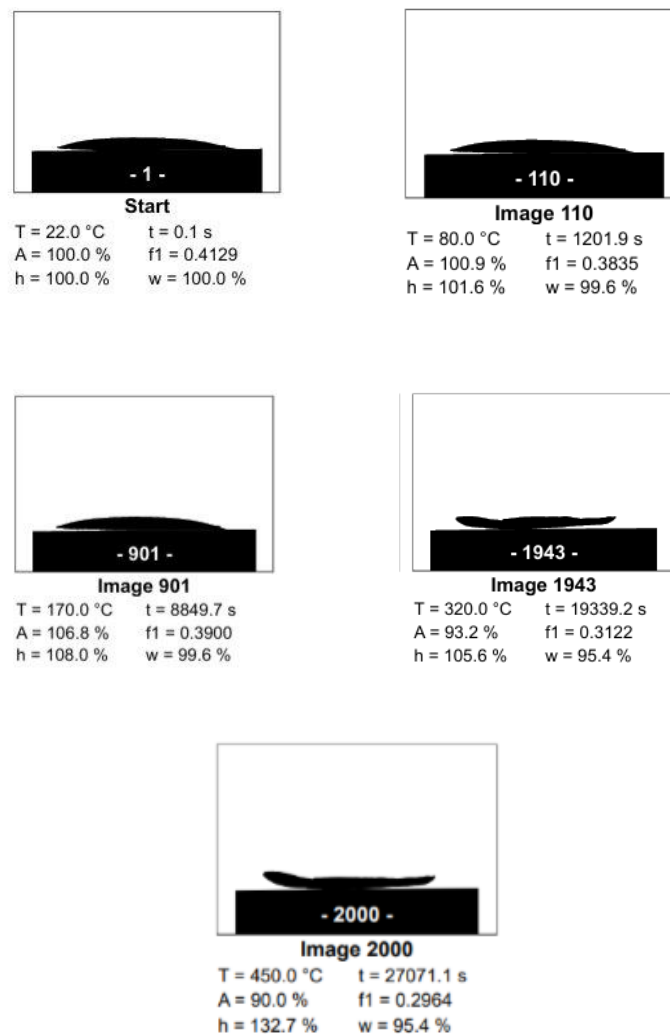 - 1 -
Start
T = 22.0 °C t = 0.1 s
A = 100.0 % f1 = 0.4129
h = 100.0 % w = 100.0 %
- 110 -
Image 110
T = 80.0 °C t = 1201.9 s
A = 100.9 % f1 = 0.3835
h = 101.6 % w = 99.6 %
- 901 -
Image 901
T = 170.0 °C t = 8849.7 s
A = 106.8 % f1 = 0.3900
h = 108.0 % w = 99.6 %
- 1943 -
Image 1943
T = 320.0 °C t = 19339.2 s
A = 93.2 % f1 = 0.3122
h = 105.6 % w = 95.4 %
- 2000 -
Image 2000
T = 450.0 °C t = 27071.1 s
A = 90.0 % f1 = 0.2964
h = 132.7 % w = 95.4 %